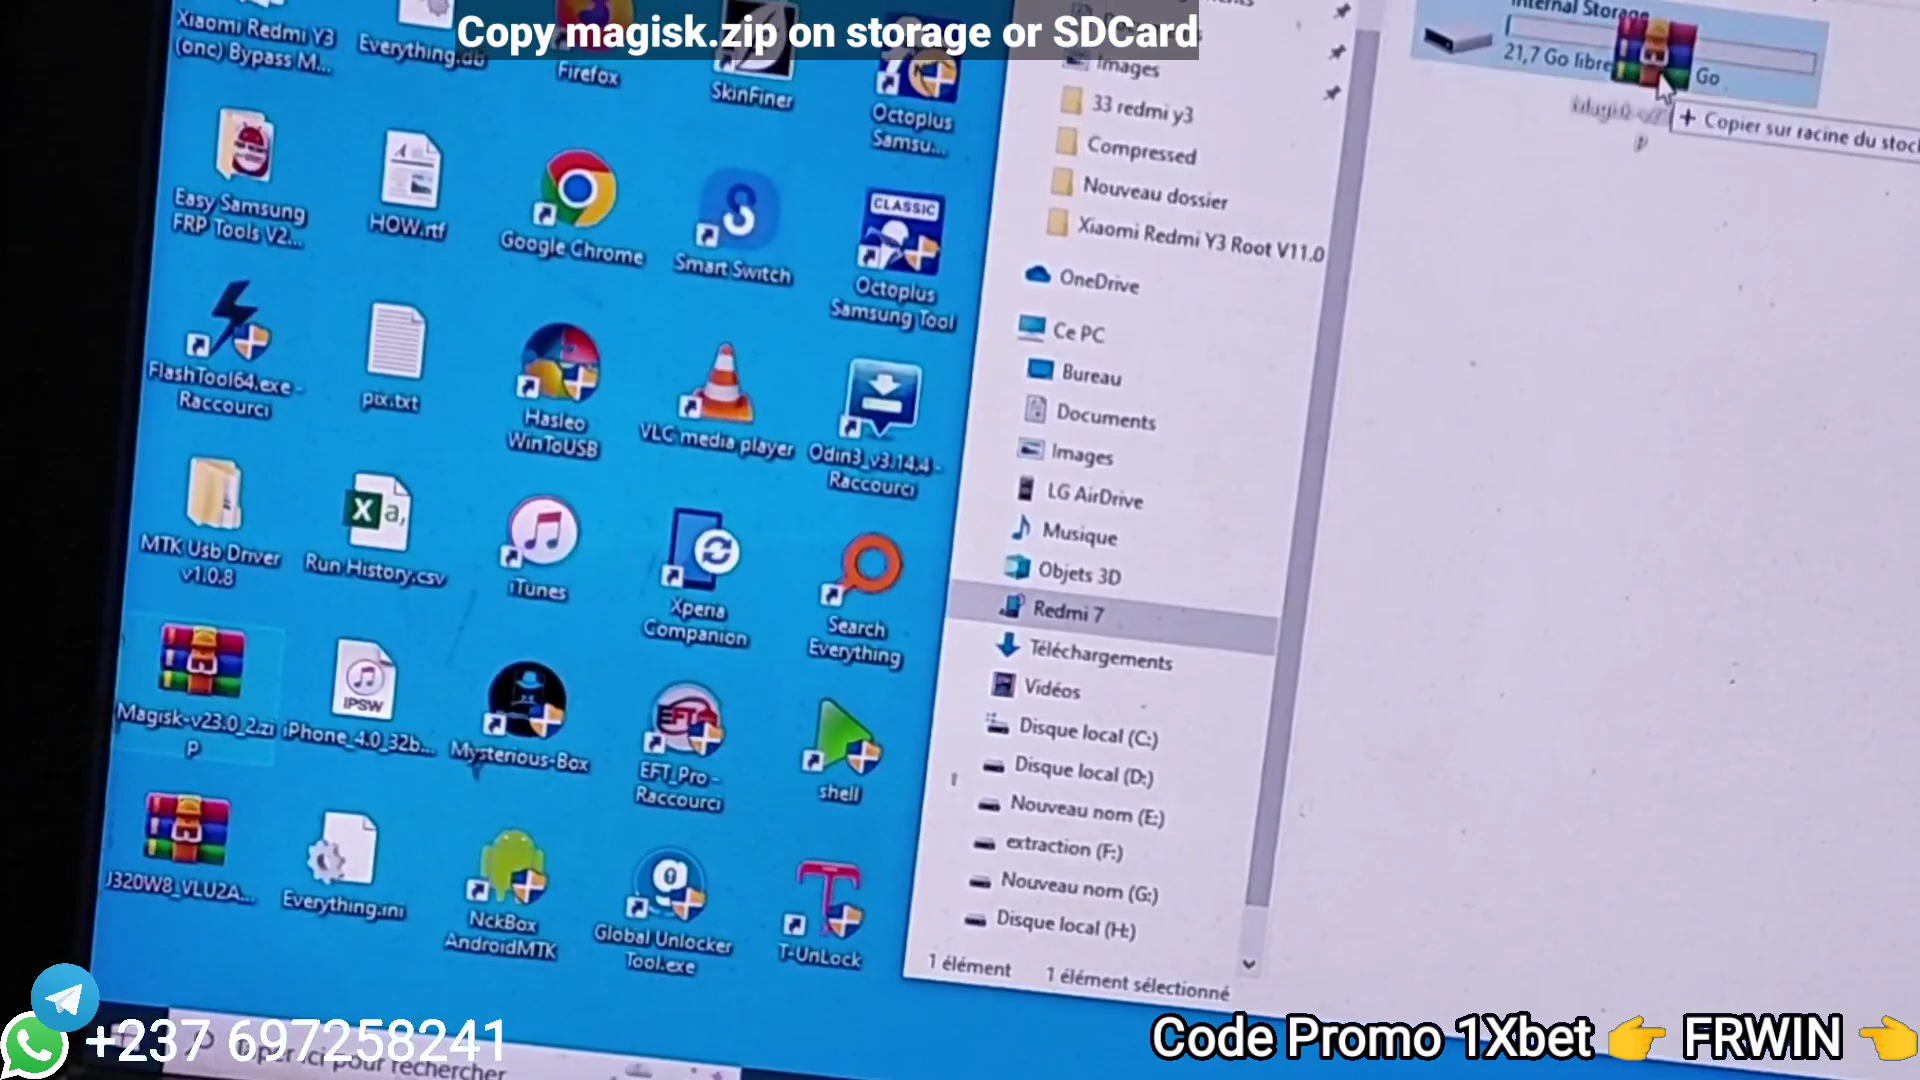 Copy magisk.zip on storage or SDCard
Xiaomi Redmi Y3
(onc) Bypass M...
Everything.db
Firefox
SkinFiner
Octoplus
Samsu...
Easy Samsung
FRP Tools V2...
HOW.rtf
Google Chrome
Smart Switch
CLASSIC
Octoplus
Samsung Tool
FlashTool64.exe -
Raccourci
pix.txt
Hasleo
WinToUSB
VLC media player
Odin3_v3.14.4 -
Raccourci
MTK Usb Driver
v1.0.8
Run History.csv
iTunes
Xperia
Companion
Search
Everything
Magisk-v23.0_2.zi
p
IPSW
iPhone_4.0_32b...
Mysterious-Box
EFT
EFT_Pro -
Raccourci
shell
J320W8_VLU2A...
Everything.ini
NckBox
AndroidMTK
Global Unlocker
Tool.exe
T-UnLock
Images
33 redmi y3
Compressed
Nouveau dossier
Xiaomi Redmi Y3 Root V11.0
OneDrive
Ce PC
Bureau
Documents
Images
LG AirDrive
Musique
Objets 3D
Redmi 7
Téléchargements
Vidéos
Disque local (C:)
Disque local (D:)
Nouveau nom (E:)
extraction (F:)
Nouveau nom (G:)
Disque local (H:)
1 élément 1 élément sélectionné
Internal Storage
21,7 Go libre
Go
+ Copier sur racine du stoc
p
+237 697258241
pour rechercher
Code Promo 1Xbet 👉 FRWIN 👈